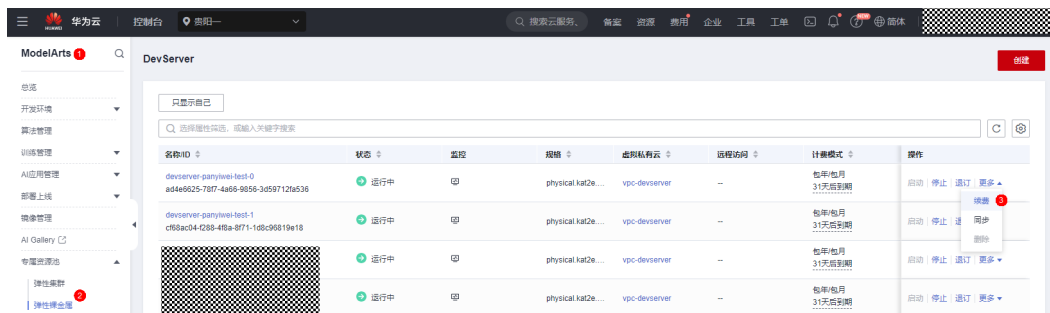 HUAWEI 华为云 控制台 贵阳一 搜索云服务、 备案 资源 费用 企业 工具 工单 NEW 简体
ModelArts 1
DevServer
创建
总览
开发环境
算法管理
训练管理
AI应用管理
部署上线
镜像管理
AI Gallery
专属资源池
弹性集群
2
弹性裸金属
只显示自己
选择属性筛选，或输入关键字搜索
名称/ID 状态 监控 规格 虚拟私有云 远程访问 计费模式 操作
devserver-panyiwei-test-0 运行中 physical.kat2e.... vpc-devserver -- 包年/包月 启动 停止 退订 更多
ad4e6625-78f7-4a66-9856-3d59712fa536 31天后到期
续费 3
同步
删除
devserver-panyiwei-test-1 运行中 physical.kat2e.... vpc-devserver -- 包年/包月 启动 停止 退
cf68ac04-f288-4f8a-8f71-1d8c96819e18 31天后到期
运行中 physical.kat2e.... vpc-devserver -- 包年/包月 启动 停止 退订 更多
31天后到期
运行中 physical.kat2e.... vpc-devserver -- 包年/包月 启动 停止 退订 更多
31天后到期